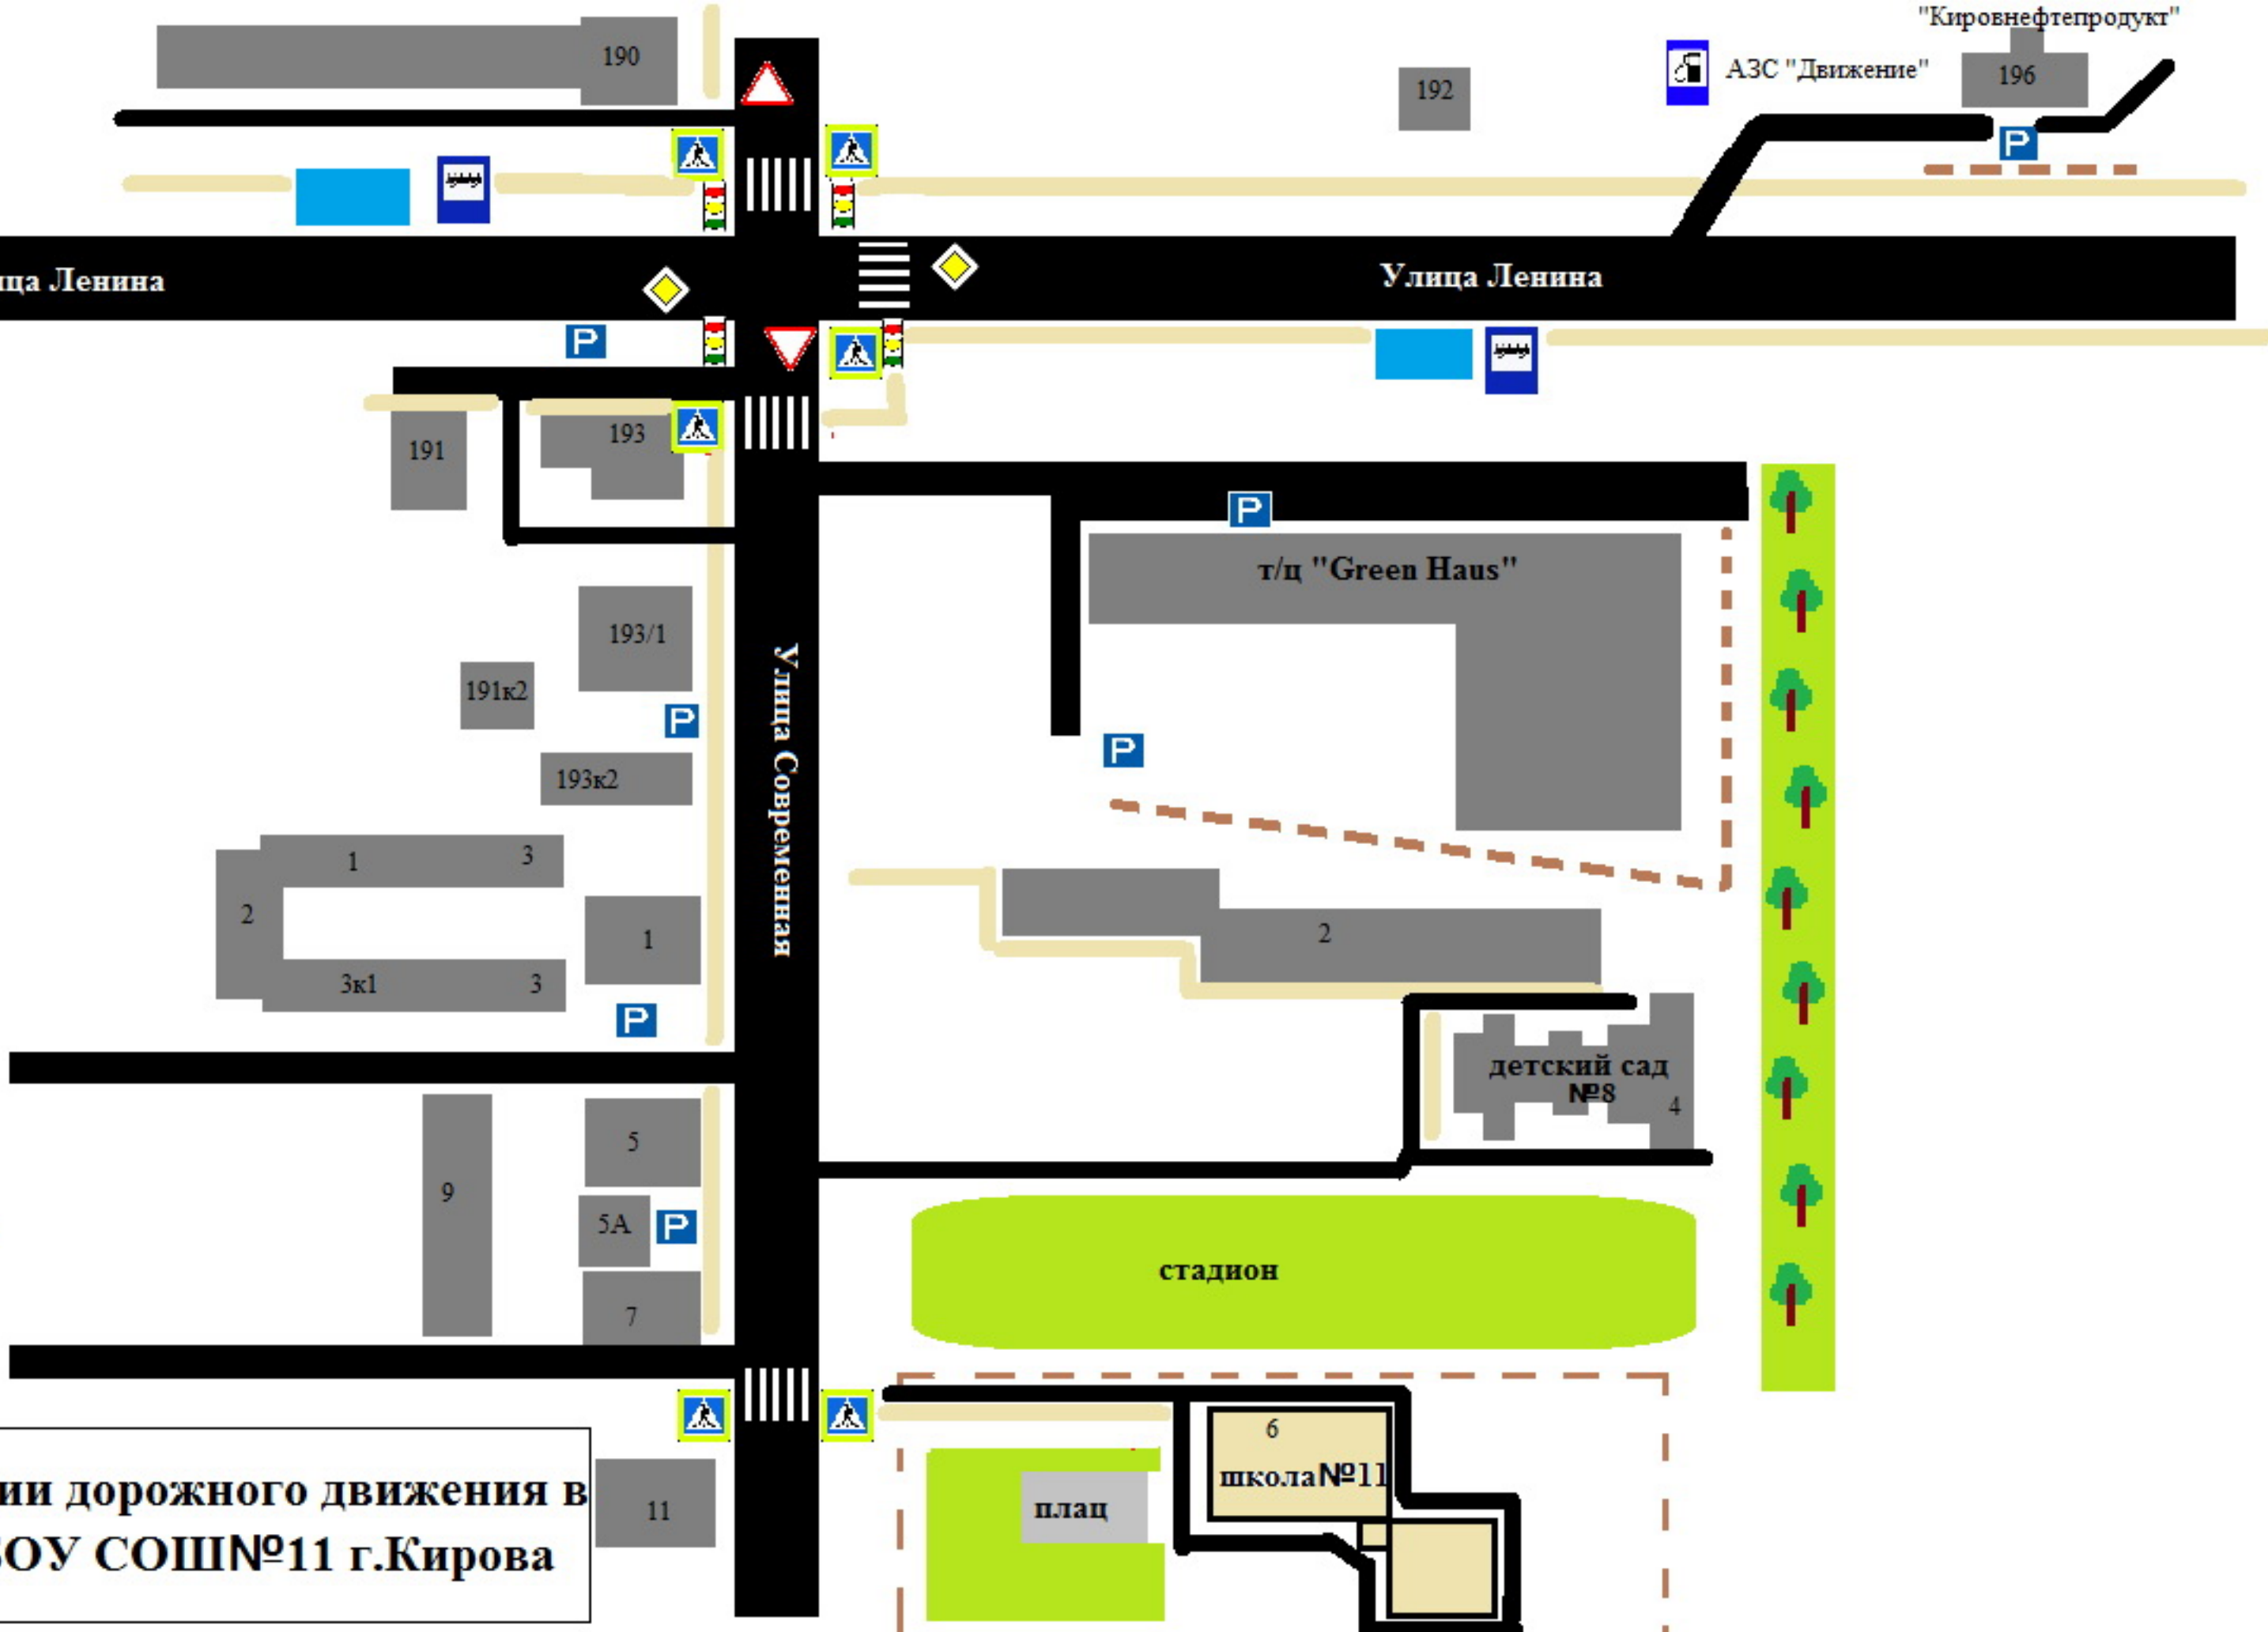 "Кировнефтепродукт"
190
АЗС "Движение"
196
192
P
ца Ленина
Улица Ленина
P
193
191
P
т/ц "Green Haus"
193/1
Улица Современная
191к2
P
P
193к2
1
3
2
1
2
3к1
3
P
детский сад
№8
4
5
9
5А
P
стадион
7
6
школа№11
ии дорожного движения в
ОУ СОШ№11 г.Кирова
11
плац